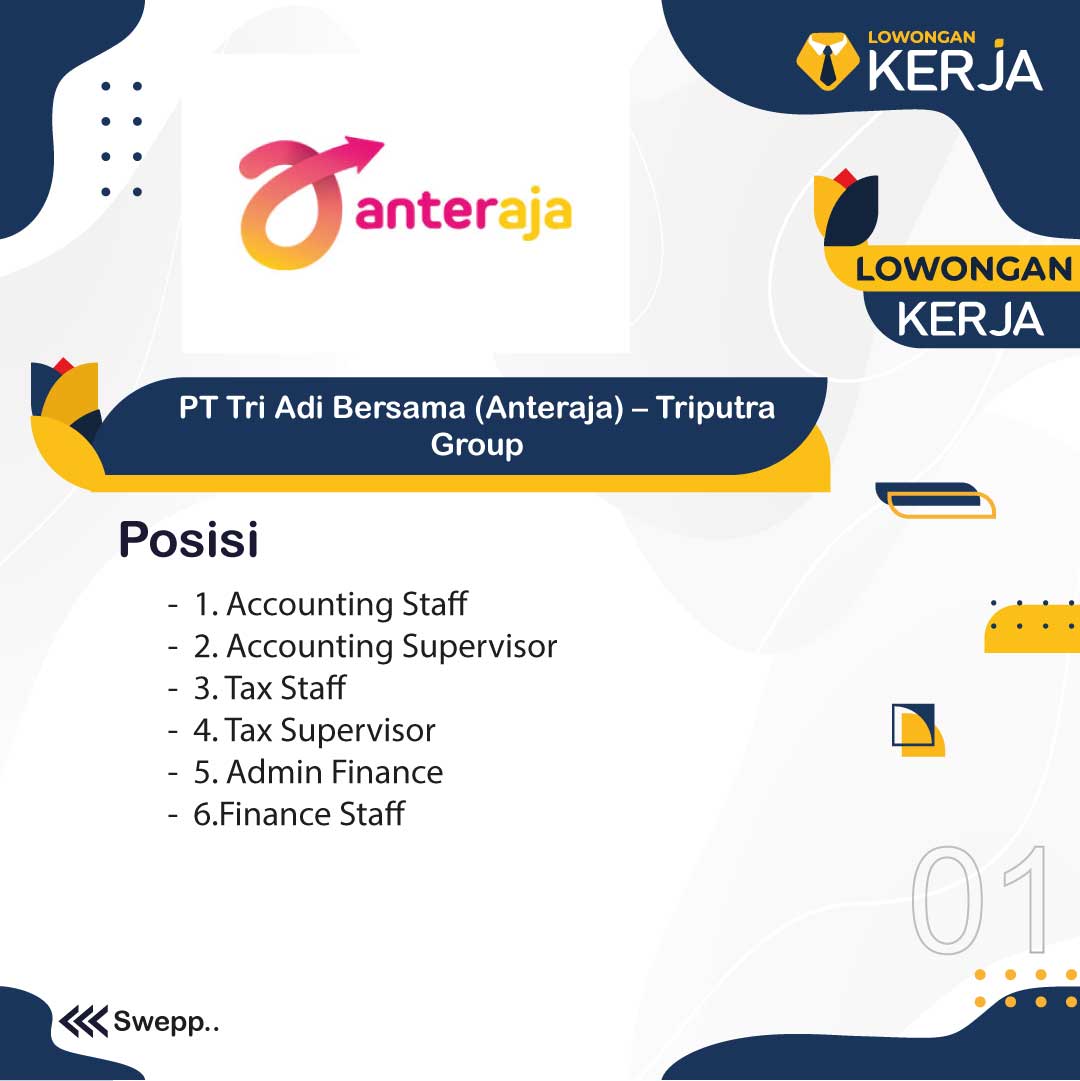 LOWONGAN
KERJA
anteraja
LOWONGAN
KERJA
PT Tri Adi Bersama (Anteraja) – Triputra
Group
Posisi
- 1. Accounting Staff
- 2. Accounting Supervisor
- 3. Tax Staff
- 4. Tax Supervisor
- 5. Admin Finance
- 6.Finance Staff
01
Swepp..